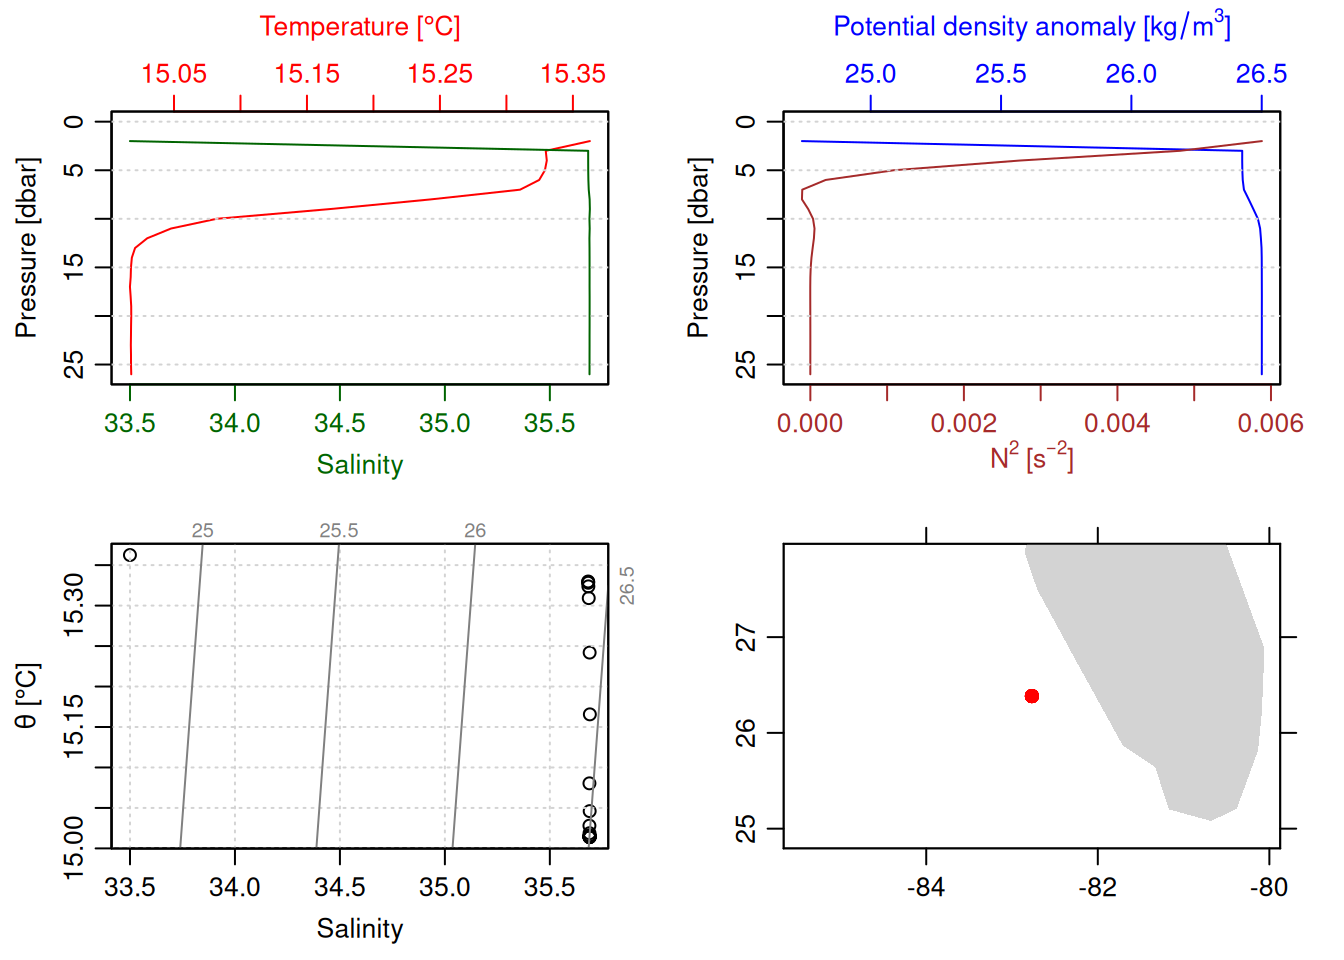 Temperature [°C]
15.05 15.15 15.25 15.35
Pressure [dbar]
0
5
15
25
33.5 34.0 34.5 35.0 35.5
Salinity
Potential density anomaly [kg/m³]
25.0 25.5 26.0 26.5
Pressure [dbar]
0
5
15
25
0.000 0.002 0.004 0.006
N² [s⁻²]
25 25.5 26
26.5
θ [°C]
15.30
15.15
15.00
33.5 34.0 34.5 35.0 35.5
Salinity
27
26
25
-84 -82 -80